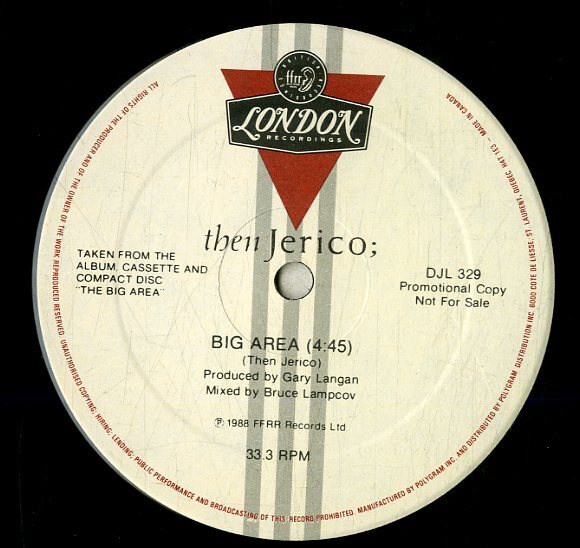 BRITISH RECORDINGS
ffrr
LONDON
RECORDINGS
then Jerico;
TAKEN FROM THE
ALBUM, CASSETTE AND
COMPACT DISC
"THE BIG AREA"
DJL 329
Promotional Copy
Not For Sale
BIG AREA (4:45)
(Then Jerico)
Produced by Gary Langan
Mixed by Bruce Lampcov
Ⓟ 1988 FFRR Records Ltd
33.3 RPM
ALL RIGHTS OF THE PRODUCER AND OF THE OWNER OF THE WORK REPRODUCED RESERVED. UNAUTHORISED COPYING; HIRING; LENDING; PUBLIC PERFORMANCE AND BROADCASTING OF THIS RECORD PROHIBITED. MANUFACTURED BY POLYGRAM INC. AND DISTRIBUTED BY POLYGRAM DISTRIBUTION INC. 6000 COTE DE LIESSE, ST. LAURENT, QUEBEC H4T 1E3 - MADE IN CANADA